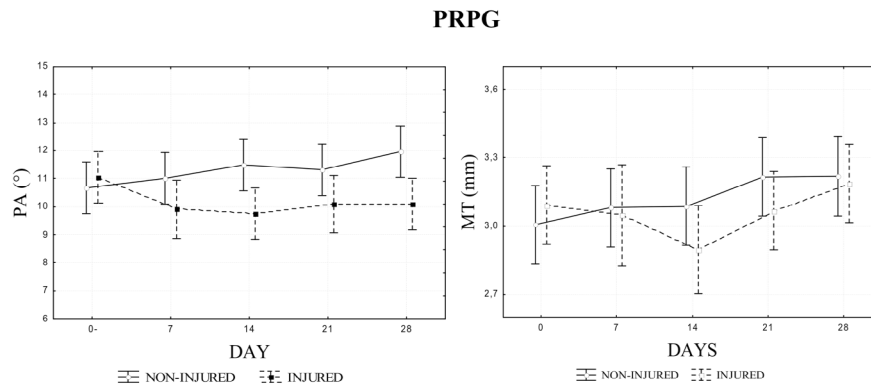 PRPG
PA (°)
15
14
13
12
11
10
9
8
7
6
0-
7
14
21
28
DAY
NON-INJURED
INJURED
MT (mm)
3,6
3,3
3,0
2,7
0
7
14
21
28
DAYS
NON-INJURED
INJURED